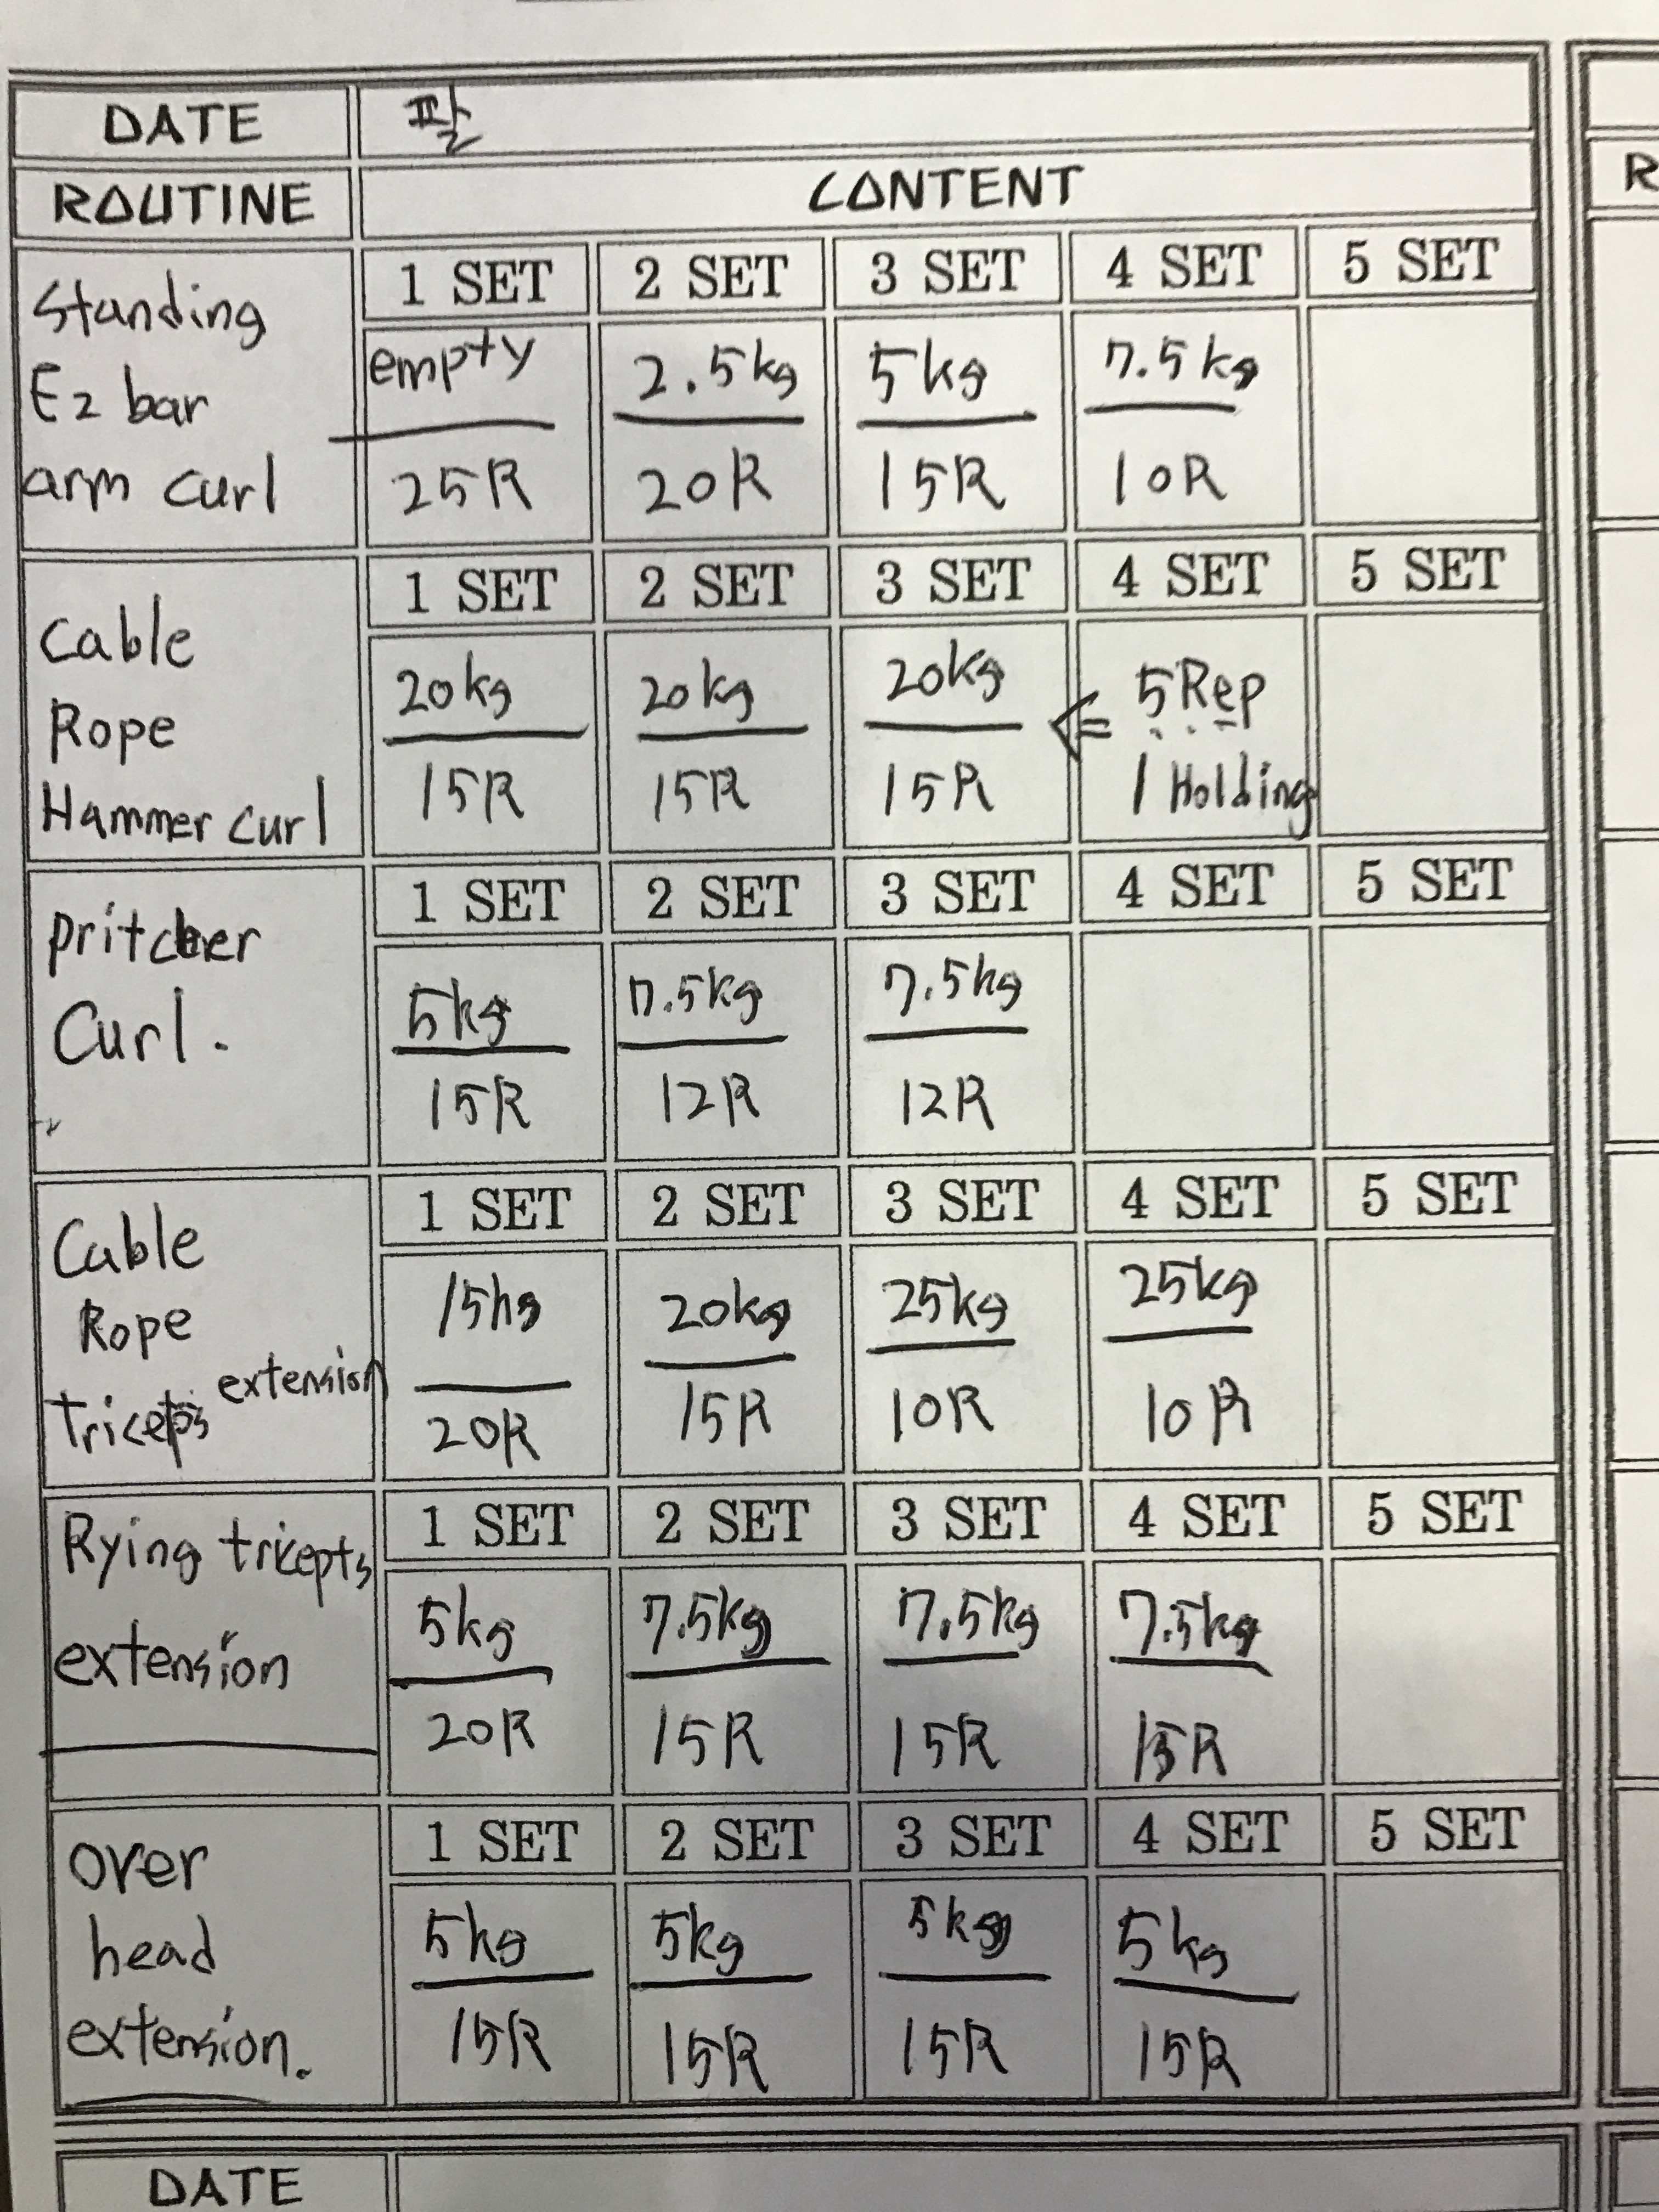 DATE 팔
ROUTINE CONTENT
R
1 SET 2 SET 3 SET 4 SET 5 SET
Standing
Ez bar
arm curl
empty 2.5kg 5kg 7.5kg
25R 20R 15R 10R
1 SET 2 SET 3 SET 4 SET 5 SET
Cable
Rope
Hammer curl
20kg 20kg 20kg ⇐ 5Rep
15R 15R 15R 1 Holding
1 SET 2 SET 3 SET 4 SET 5 SET
pritcher
Curl.
5kg 7.5kg 7.5kg
15R 12R 12R
1 SET 2 SET 3 SET 4 SET 5 SET
Cable
Rope
extension
15kg 20kg 25kg 25kg
20R 15R 10R 10R
1 SET 2 SET 3 SET 4 SET 5 SET
Rying tricepts
extension
5kg 7.5kg 7.5kg 7.5kg
20R 15R 15R 15R
1 SET 2 SET 3 SET 4 SET 5 SET
over
head
extension.
5kg 5kg 5kg 5kg
15R 15R 15R 15R
DATE